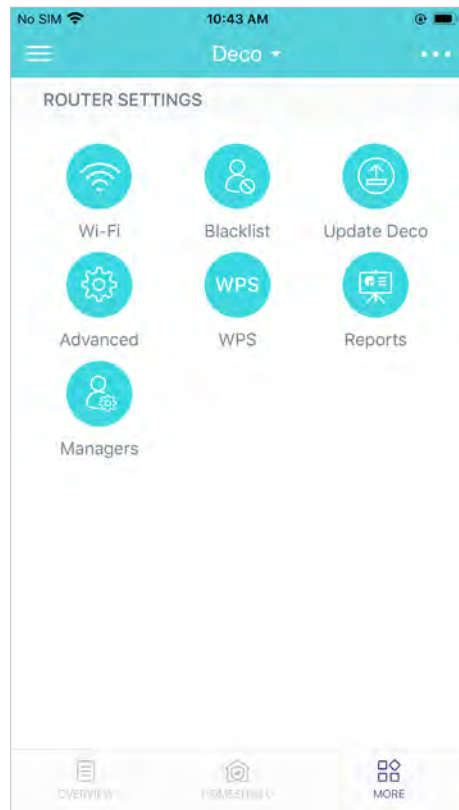 No SIM 10:43 AM
Deco
ROUTER SETTINGS
Wi-Fi Blacklist Update Deco
WPS
Advanced WPS Reports
Managers
OVERVIEW HOMESHIELD MORE